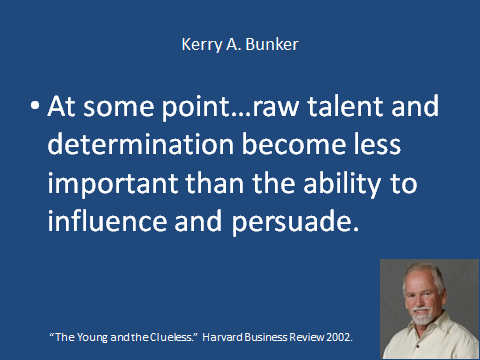 Kerry A. Bunker
• At some point…raw talent and
determination become less
important than the ability to
influence and persuade.
“The Young and the Clueless.” Harvard Business Review 2002.